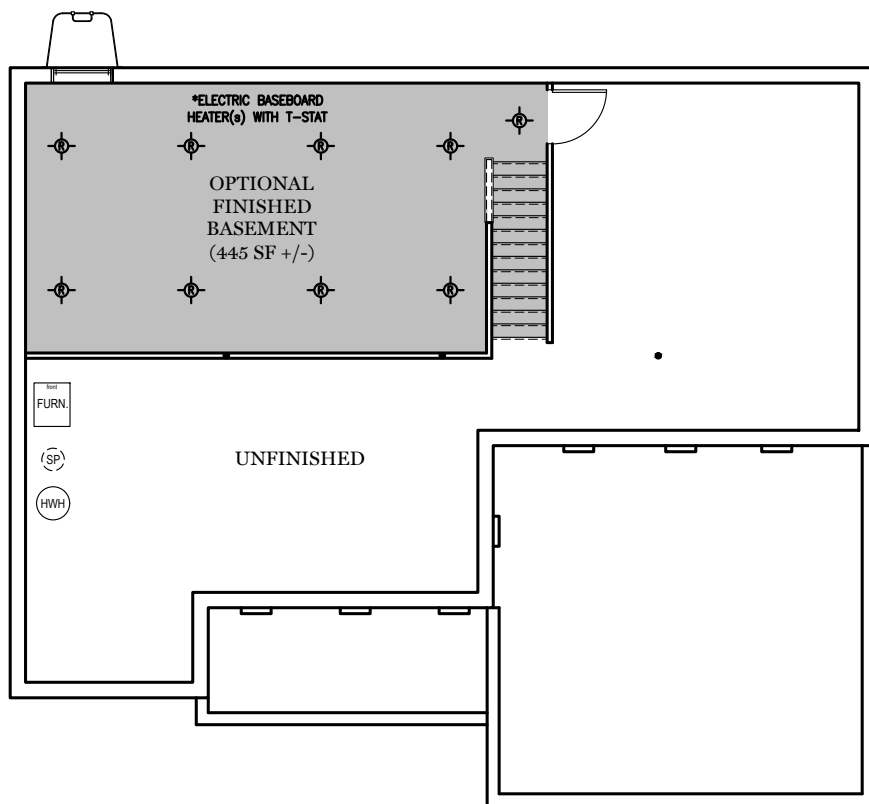 *ELECTRIC BASEBOARD
HEATER(s) WITH T-STAT
R
R R R R
OPTIONAL
FINISHED
BASEMENT
(445 SF +/-)
R R R R
front
FURN.
SP
UNFINISHED
HWH